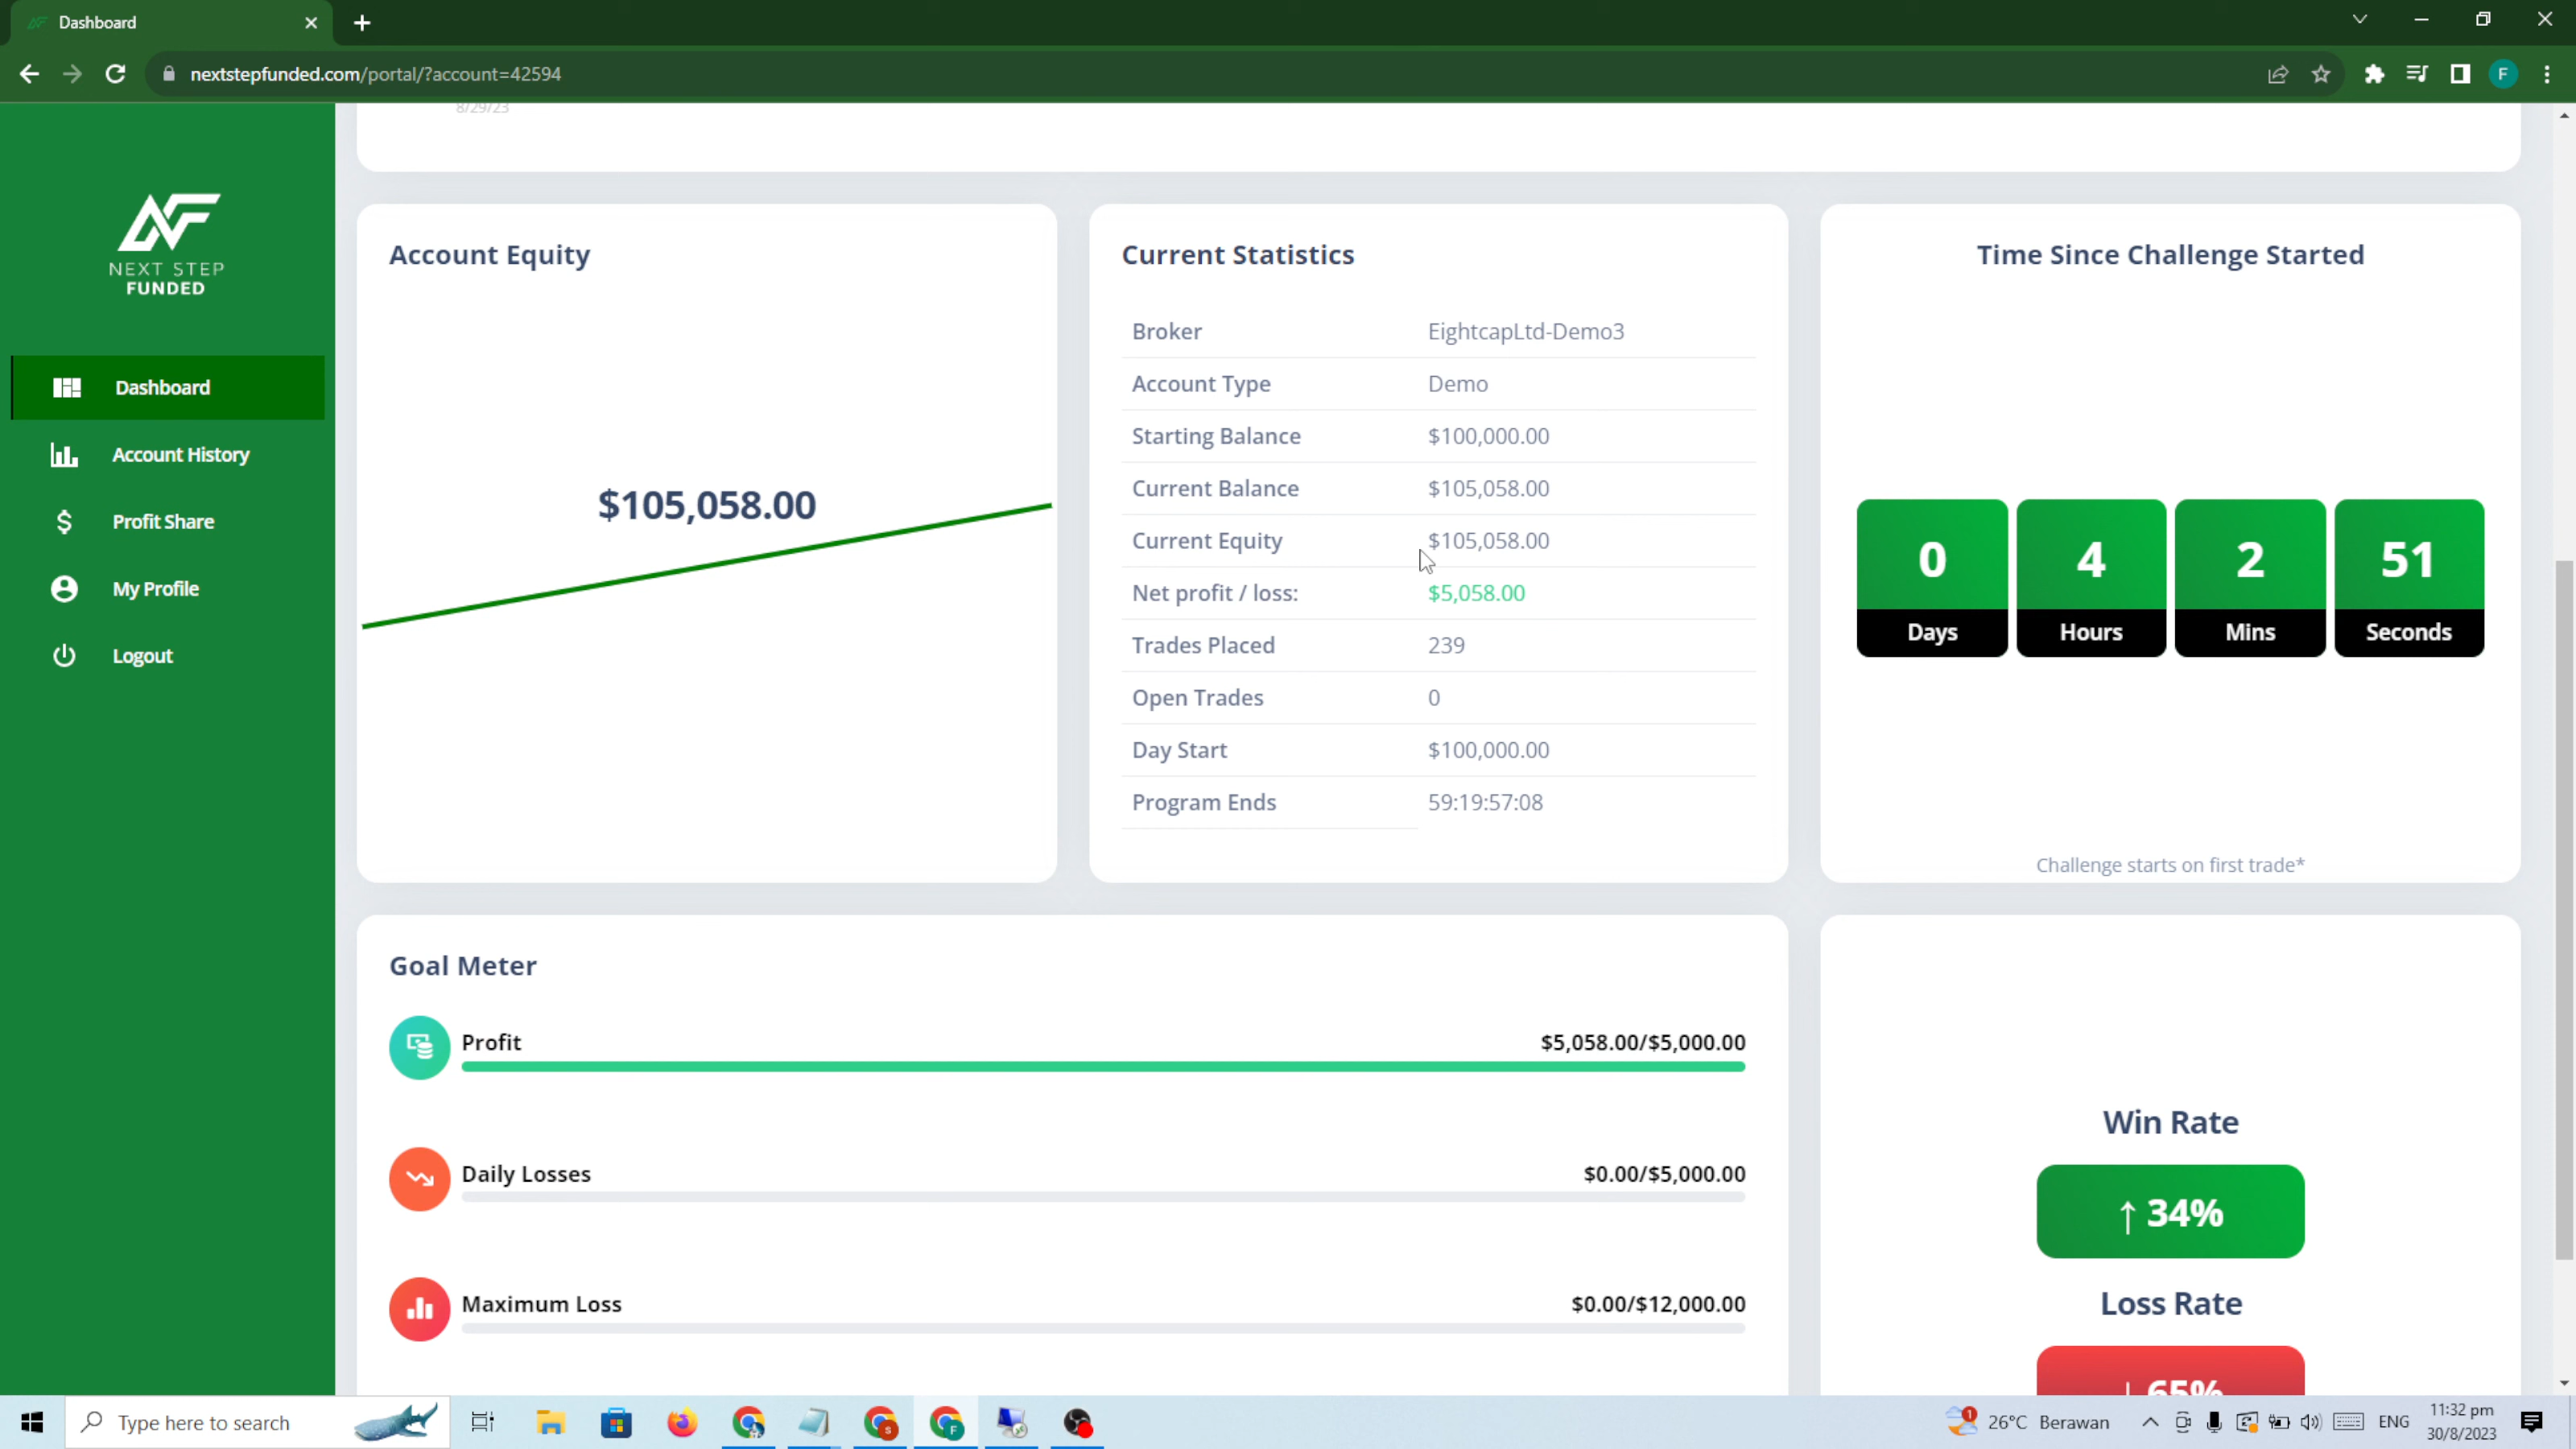 Dashboard
nextstepfunded.com/portal/?account=42594
F
8/29/23
NEXT STEP
FUNDED
Dashboard
Account History
Profit Share
My Profile
Logout
Account Equity
$105,058.00
Current Statistics
Broker EightcapLtd-Demo3
Account Type Demo
Starting Balance $100,000.00
Current Balance $105,058.00
Current Equity $105,058.00
Net profit / loss: $5,058.00
Trades Placed 239
Open Trades 0
Day Start $100,000.00
Program Ends 59:19:57:08
Time Since Challenge Started
0 4 2 51
Days Hours Mins Seconds
Challenge starts on first trade*
Goal Meter
Profit $5,058.00/$5,000.00
Daily Losses $0.00/$5,000.00
Maximum Loss $0.00/$12,000.00
Win Rate
↑ 34%
Loss Rate
↓ 65%
Type here to search
1
26°C Berawan
ENG
11:32 pm
30/8/2023